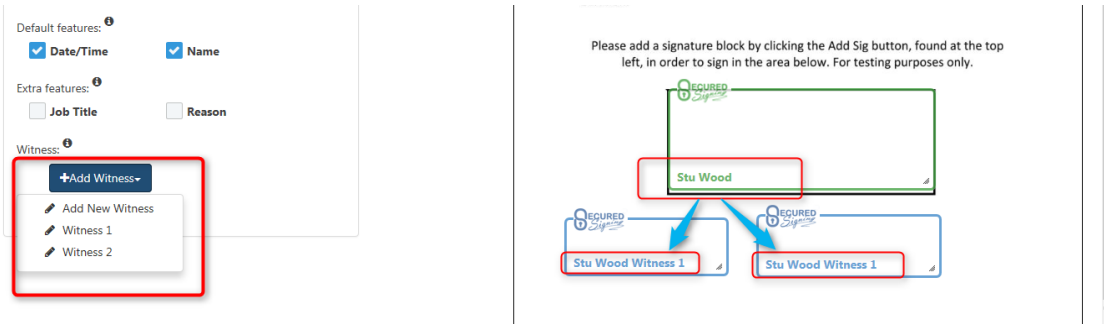 Default features:
Date/Time
Name
Extra features:
Job Title
Reason
Witness:
+Add Witness
Add New Witness
Witness 1
Witness 2
Please add a signature block by clicking the Add Sig button, found at the top
left, in order to sign in the area below. For testing purposes only.
SECURED
Signing
Stu Wood
SECURED
Signing
Stu Wood Witness 1
SECURED
Signing
Stu Wood Witness 1